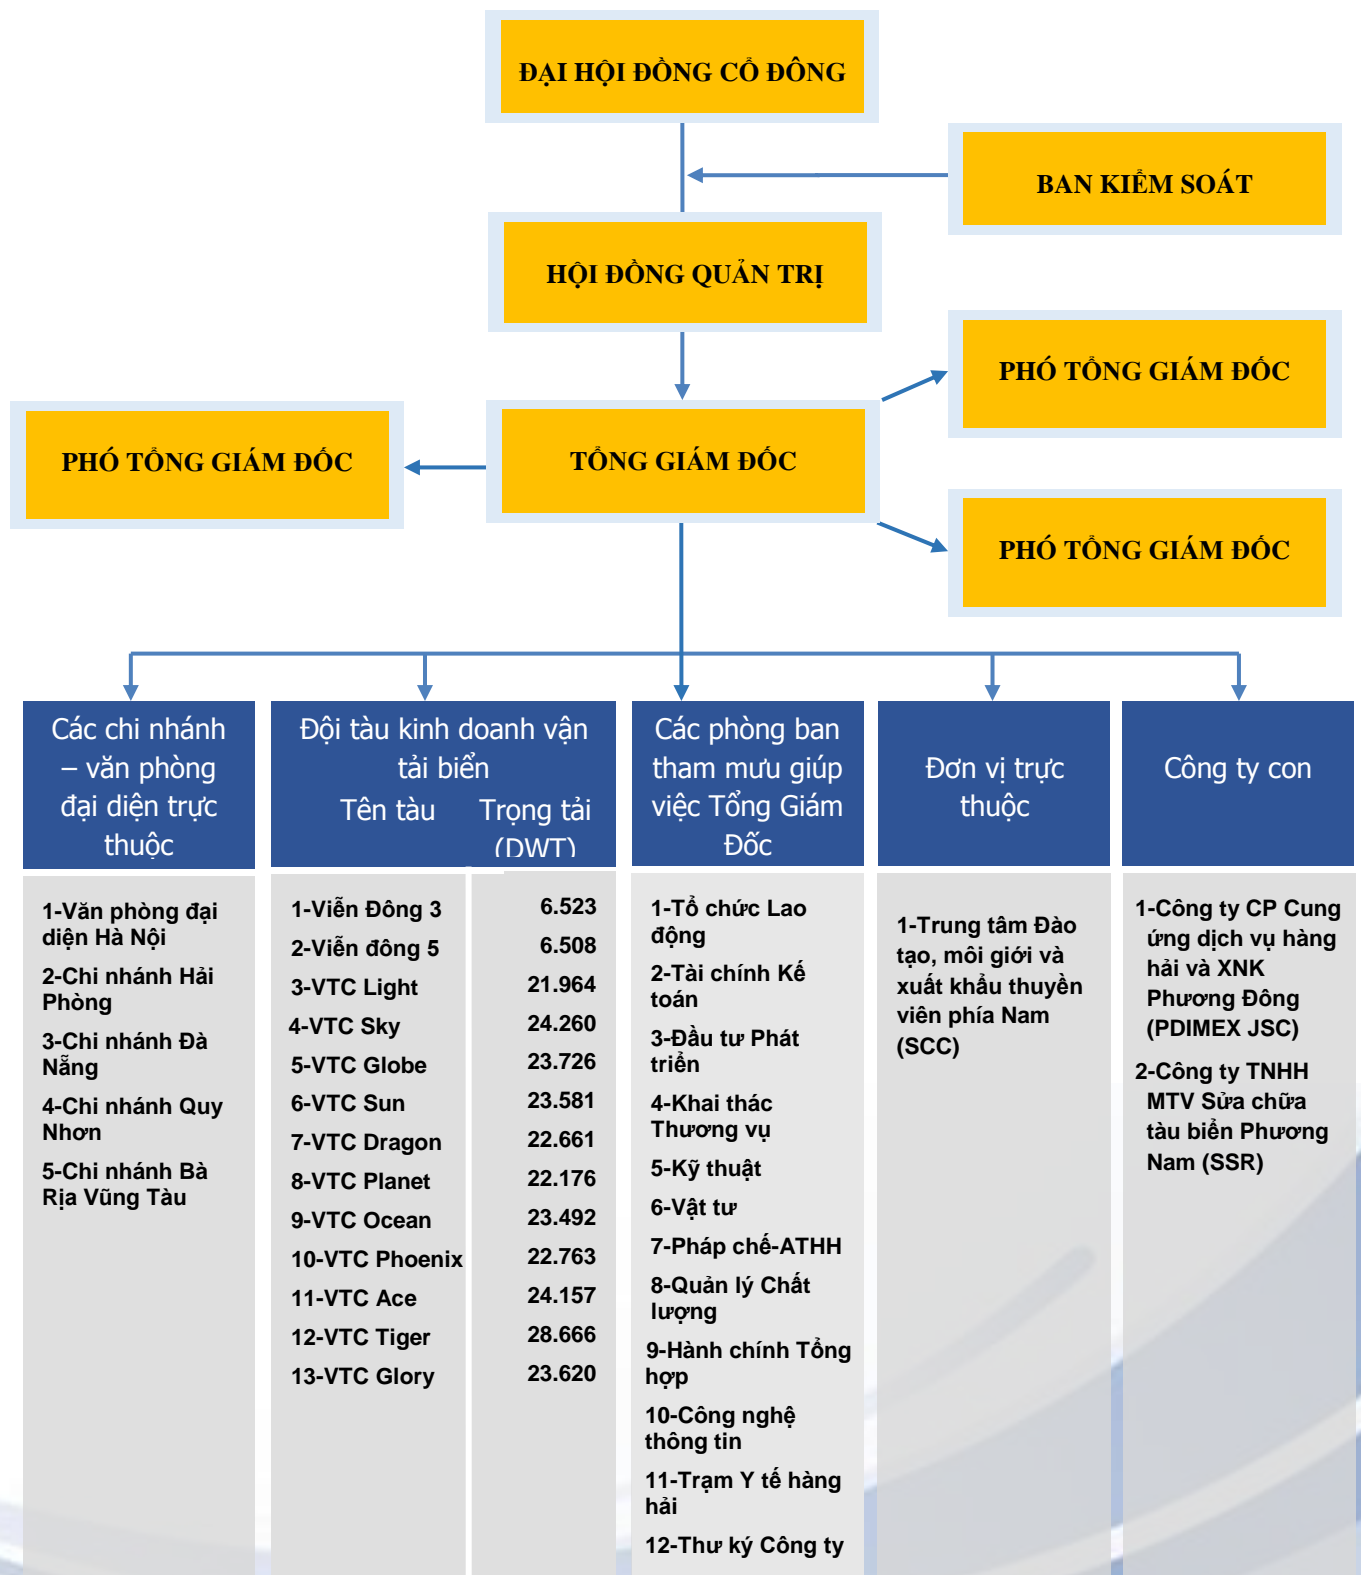 ĐẠI HỘI ĐỒNG CỔ ĐÔNG
BAN KIỂM SOÁT
HỘI ĐỒNG QUẢN TRỊ
PHÓ TỔNG GIÁM ĐỐC
PHÓ TỔNG GIÁM ĐỐC
TỔNG GIÁM ĐỐC
PHÓ TỔNG GIÁM ĐỐC
Các chi nhánh
– văn phòng
đại diện trực
thuộc
1-Văn phòng đại
diện Hà Nội
2-Chi nhánh Hải
Phòng
3-Chi nhánh Đà
Nẵng
4-Chi nhánh Quy
Nhơn
5-Chi nhánh Bà
Rịa Vũng Tàu
Đội tàu kinh doanh vận
tải biển
Tên tàu Trọng tải
(DWT)
1-Viễn Đông 3 6.523
2-Viễn đông 5 6.508
3-VTC Light 21.964
4-VTC Sky 24.260
5-VTC Globe 23.726
6-VTC Sun 23.581
7-VTC Dragon 22.661
8-VTC Planet 22.176
9-VTC Ocean 23.492
10-VTC Phoenix 22.763
11-VTC Ace 24.157
12-VTC Tiger 28.666
13-VTC Glory 23.620
Các phòng ban
tham mưu giúp
việc Tổng Giám
Đốc
1-Tổ chức Lao
động
2-Tài chính Kế
toán
3-Đầu tư Phát
triển
4-Khai thác
Thương vụ
5-Kỹ thuật
6-Vật tư
7-Pháp chế-ATHH
8-Quản lý Chất
lượng
9-Hành chính Tổng
hợp
10-Công nghệ
thông tin
11-Trạm Y tế hàng
hải
12-Thư ký Công ty
Đơn vị trực
thuộc
1-Trung tâm Đào
tạo, môi giới và
xuất khẩu thuyền
viên phía Nam
(SCC)
Công ty con
1-Công ty CP Cung
ứng dịch vụ hàng
hải và XNK
Phương Đông
(PDIMEX JSC)
2-Công ty TNHH
MTV Sửa chữa
tàu biển Phương
Nam (SSR)